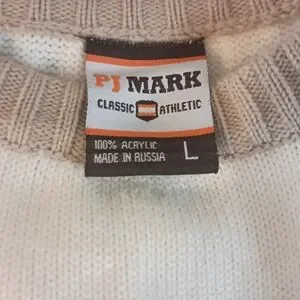 PJ MARK
CLASSIC ATHLETIC
100% ACRYLIC
MADE IN RUSSIA L